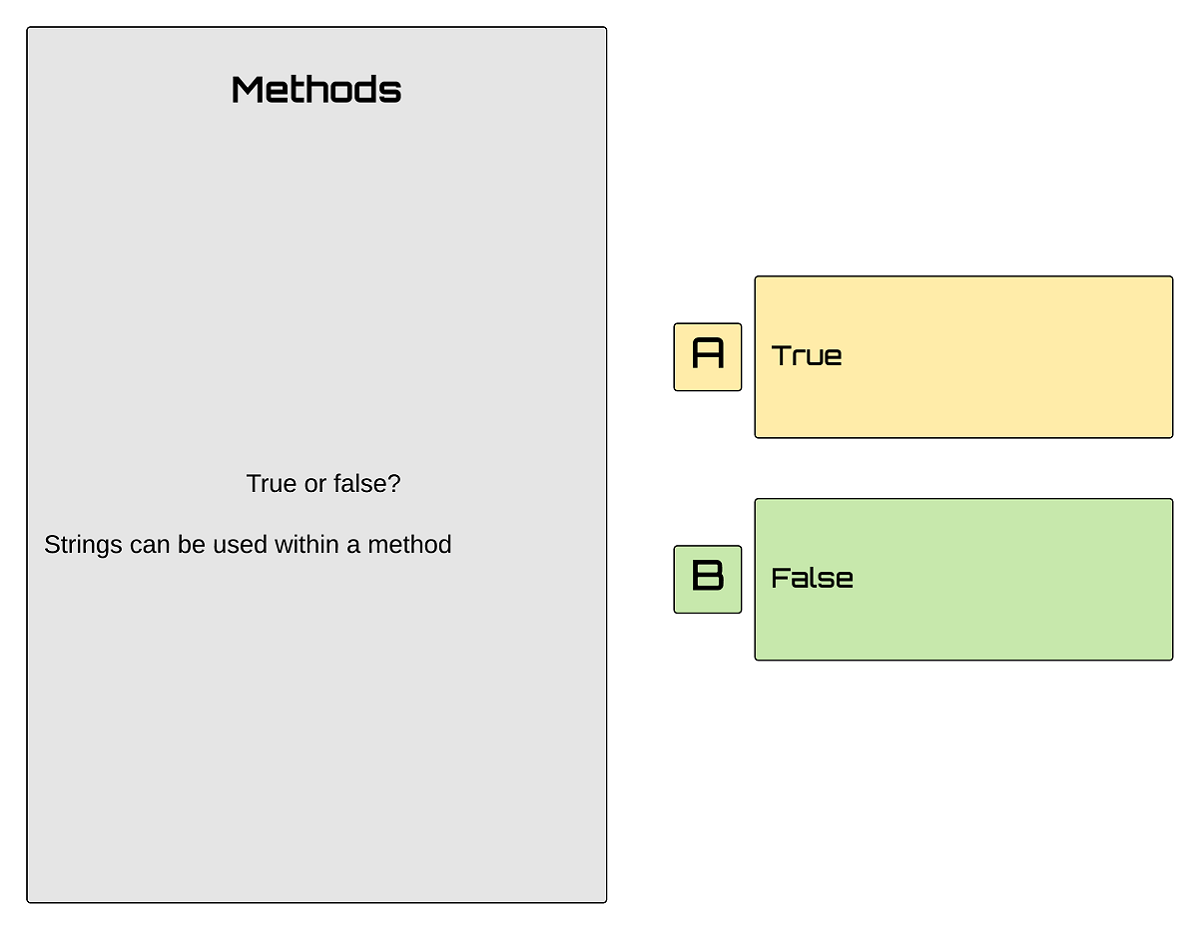 Methods
True or false?
Strings can be used within a method
A
True
B
False